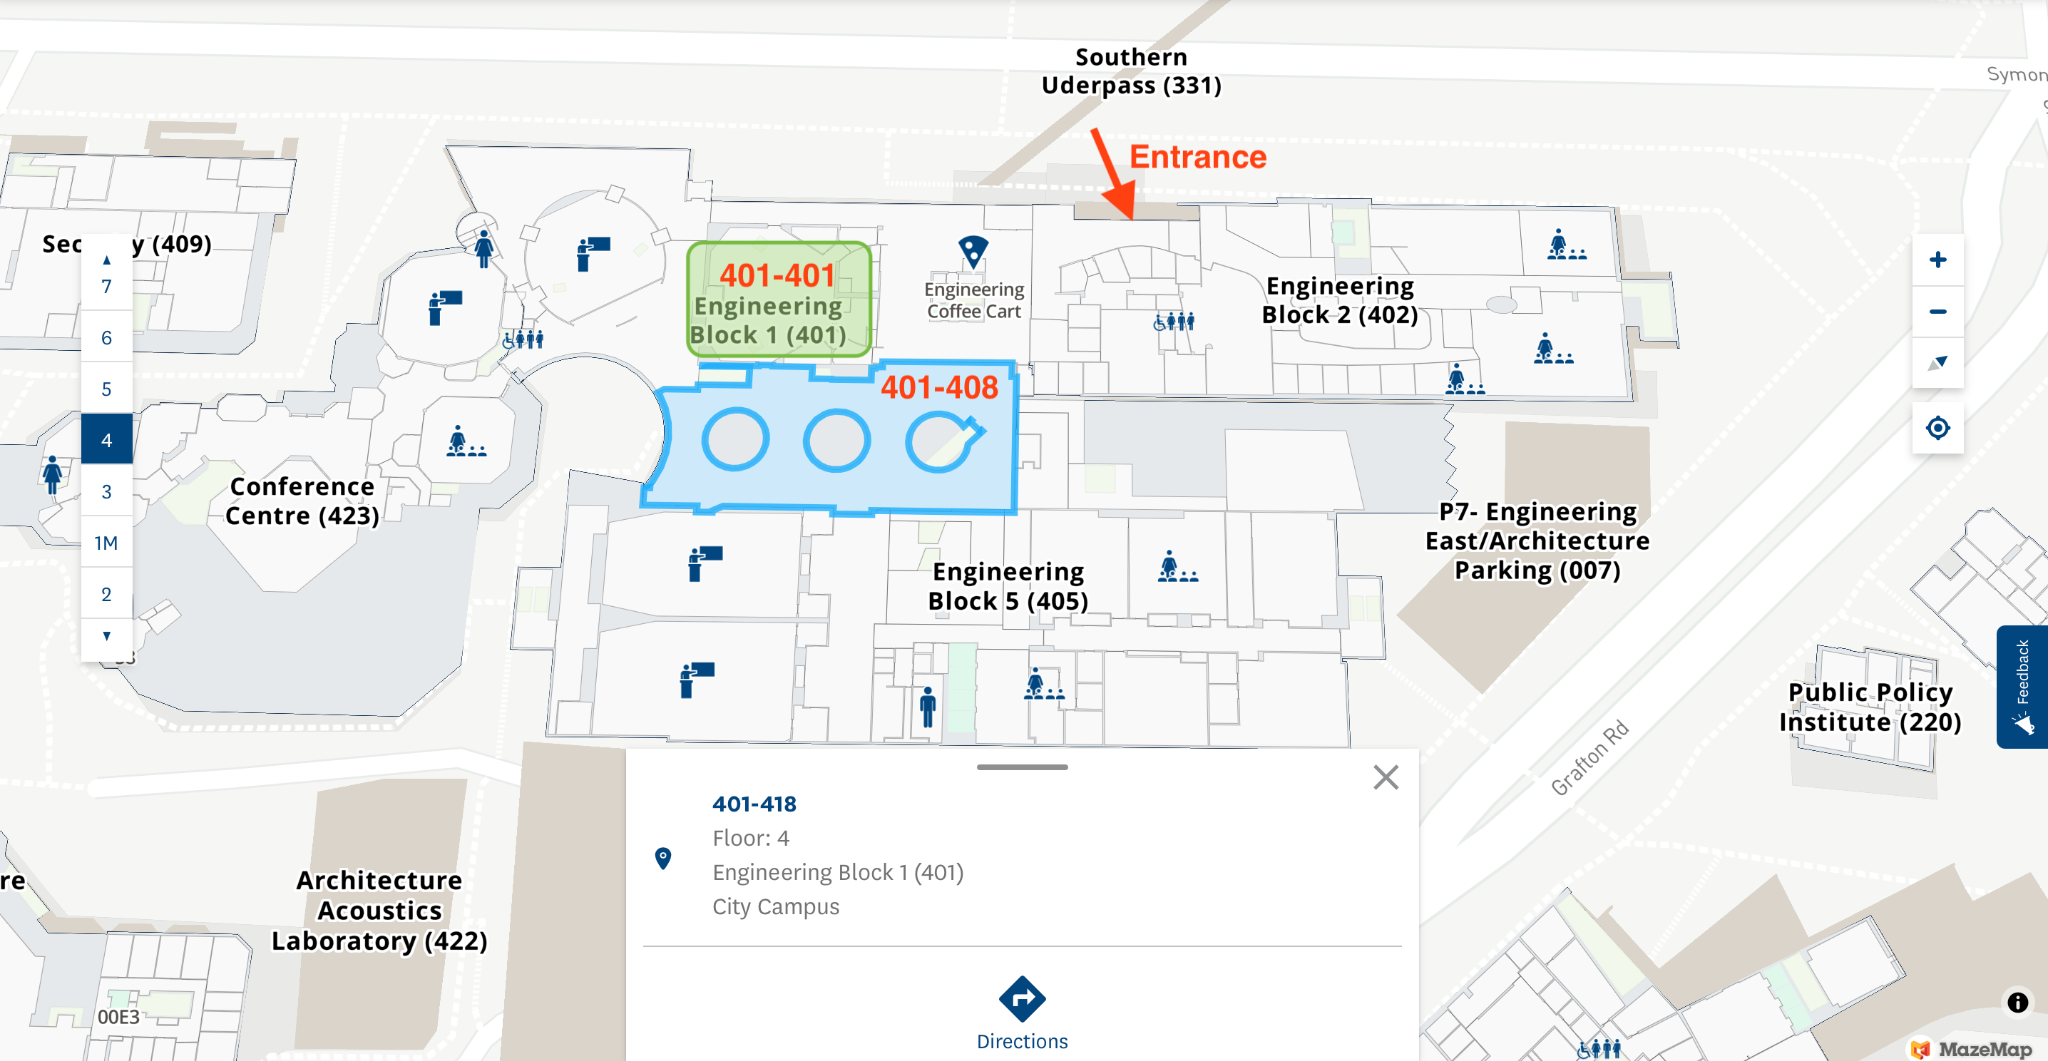 Southern
Uderpass (331)
Symon
Entrance
Sec y (409)
7
6
5
4
3
1M
2
401-401
Engineering
Block 1 (401)
Engineering
Coffee Cart
Engineering
Block 2 (402)
401-408
Conference
Centre (423)
P7- Engineering
East/Architecture
Parking (007)
Engineering
Block 5 (405)
Feedback
Public Policy
Institute (220)
Grafton Rd
401-418
Floor: 4
Engineering Block 1 (401)
City Campus
Directions
re
Architecture
Acoustics
Laboratory (422)
00E3
MazeMap